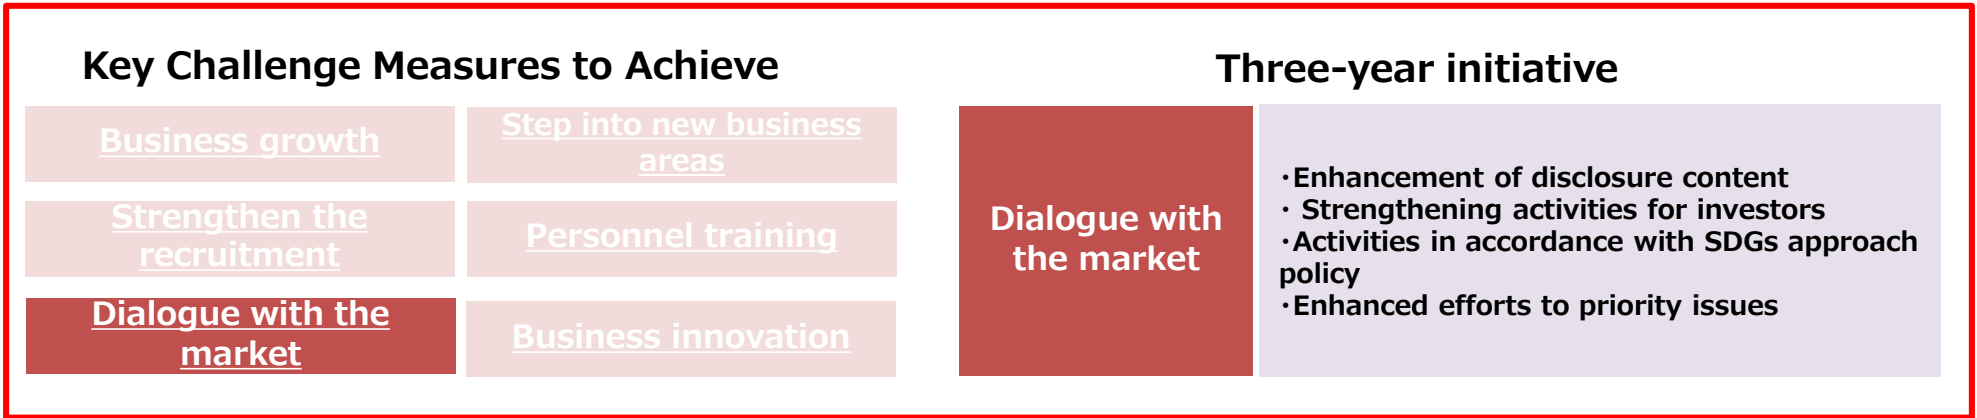 Key Challenge Measures to Achieve
Business growth
Step into new business
areas
Strengthen the
recruitment
Personnel training
Dialogue with the
market
Business innovation
Three-year initiative
Dialogue with
the market
・Enhancement of disclosure content
・ Strengthening activities for investors
・Activities in accordance with SDGs approach
policy
・Enhanced efforts to priority issues